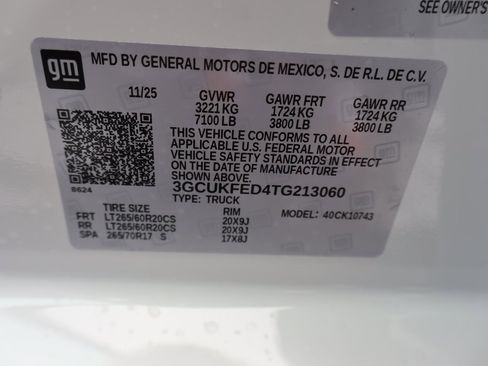 SEE OWNER'S
gm
MFD BY GENERAL MOTORS DE MEXICO, S. DE R.L. DE C.V.
11/25 GVWR GAWR FRT GAWR RR
3221 KG 1724 KG 1724 KG
7100 LB 3800 LB 3800 LB
THIS VEHICLE CONFORMS TO ALL
APPLICABLE U.S. FEDERAL MOTOR
VEHICLE SAFETY STANDARDS IN
EFFECT ON THE DATE OF MANUFACTURE
SHOWN ABOVE.
8624
3GCUKFED4TG213060
TYPE: TRUCK
TIRE SIZE RIM MODEL: 40CK10743
FRT LT265/60R20CS 20X9J
RR LT265/60R20CS 20X9J
SPA 265/70R17 S 17X8J